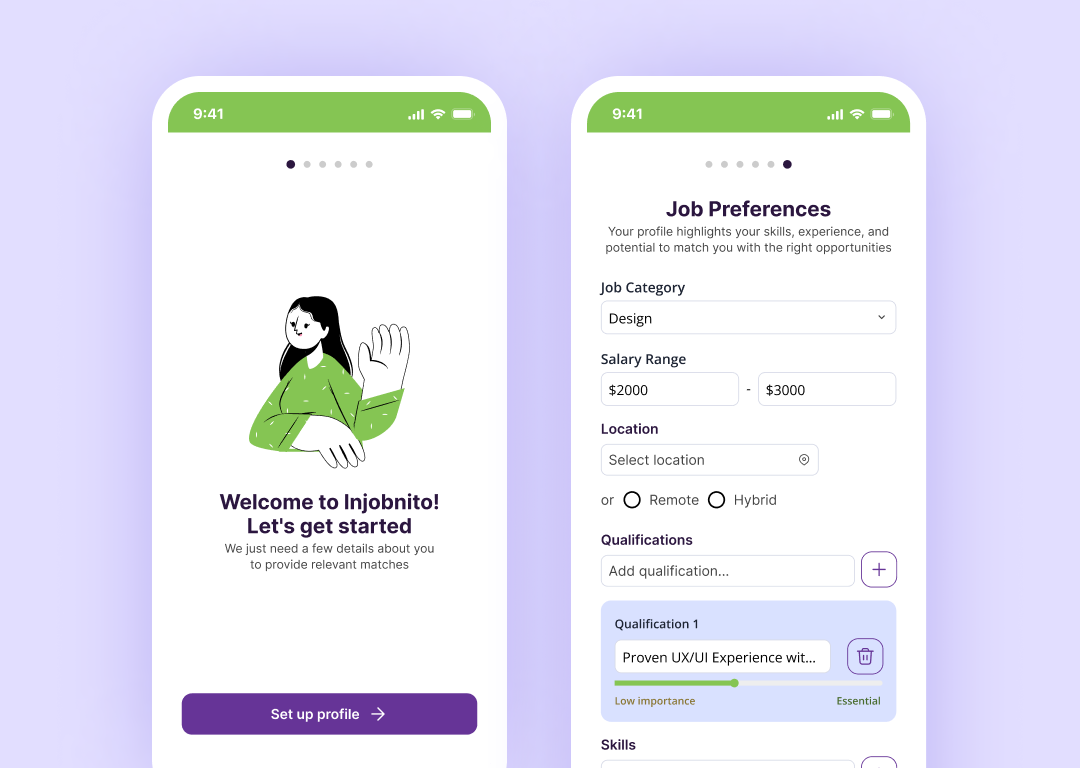 9:41
Welcome to Injobnito!
Let's get started
We just need a few details about you
to provide relevant matches
Set up profile
9:41
Job Preferences
Your profile highlights your skills, experience, and
potential to match you with the right opportunities
Job Category
Design
Salary Range
$2000 - $3000
Location
Select location
or Remote Hybrid
Qualifications
Add qualification...
Qualification 1
Proven UX/UI Experience wit...
Low importance Essential
Skills